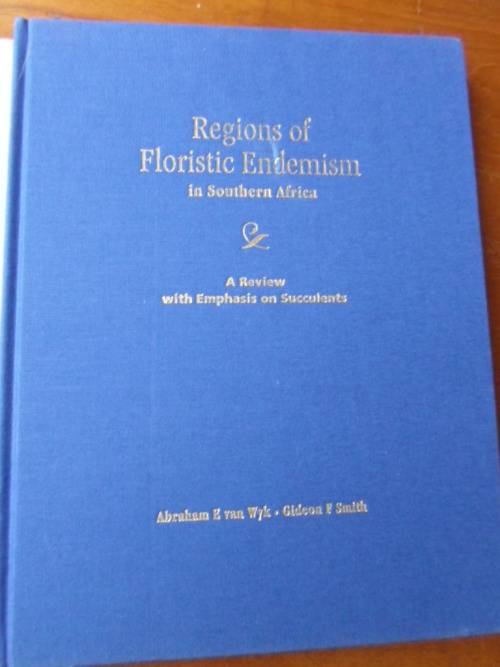 Regions of
Floristic Endemism
in Southern Africa
A Review
with Emphasis on Succulents
Abraham E van Wyk • Gideon F Smith